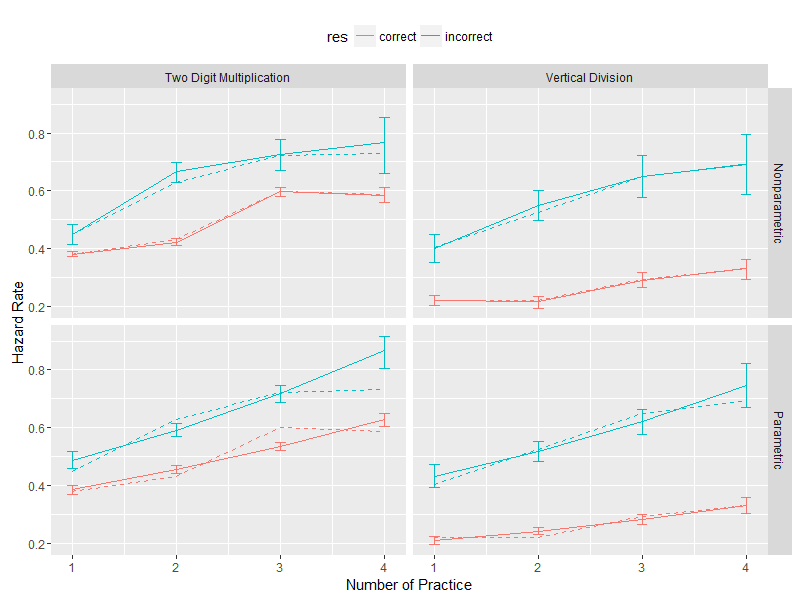 res correct incorrect
Two Digit Multiplication Vertical Division
Nonparametric
0.8
0.6
0.4
0.2
Hazard Rate
Parametric
0.8
0.6
0.4
0.2
1 2 3 4 1 2 3 4
Number of Practice